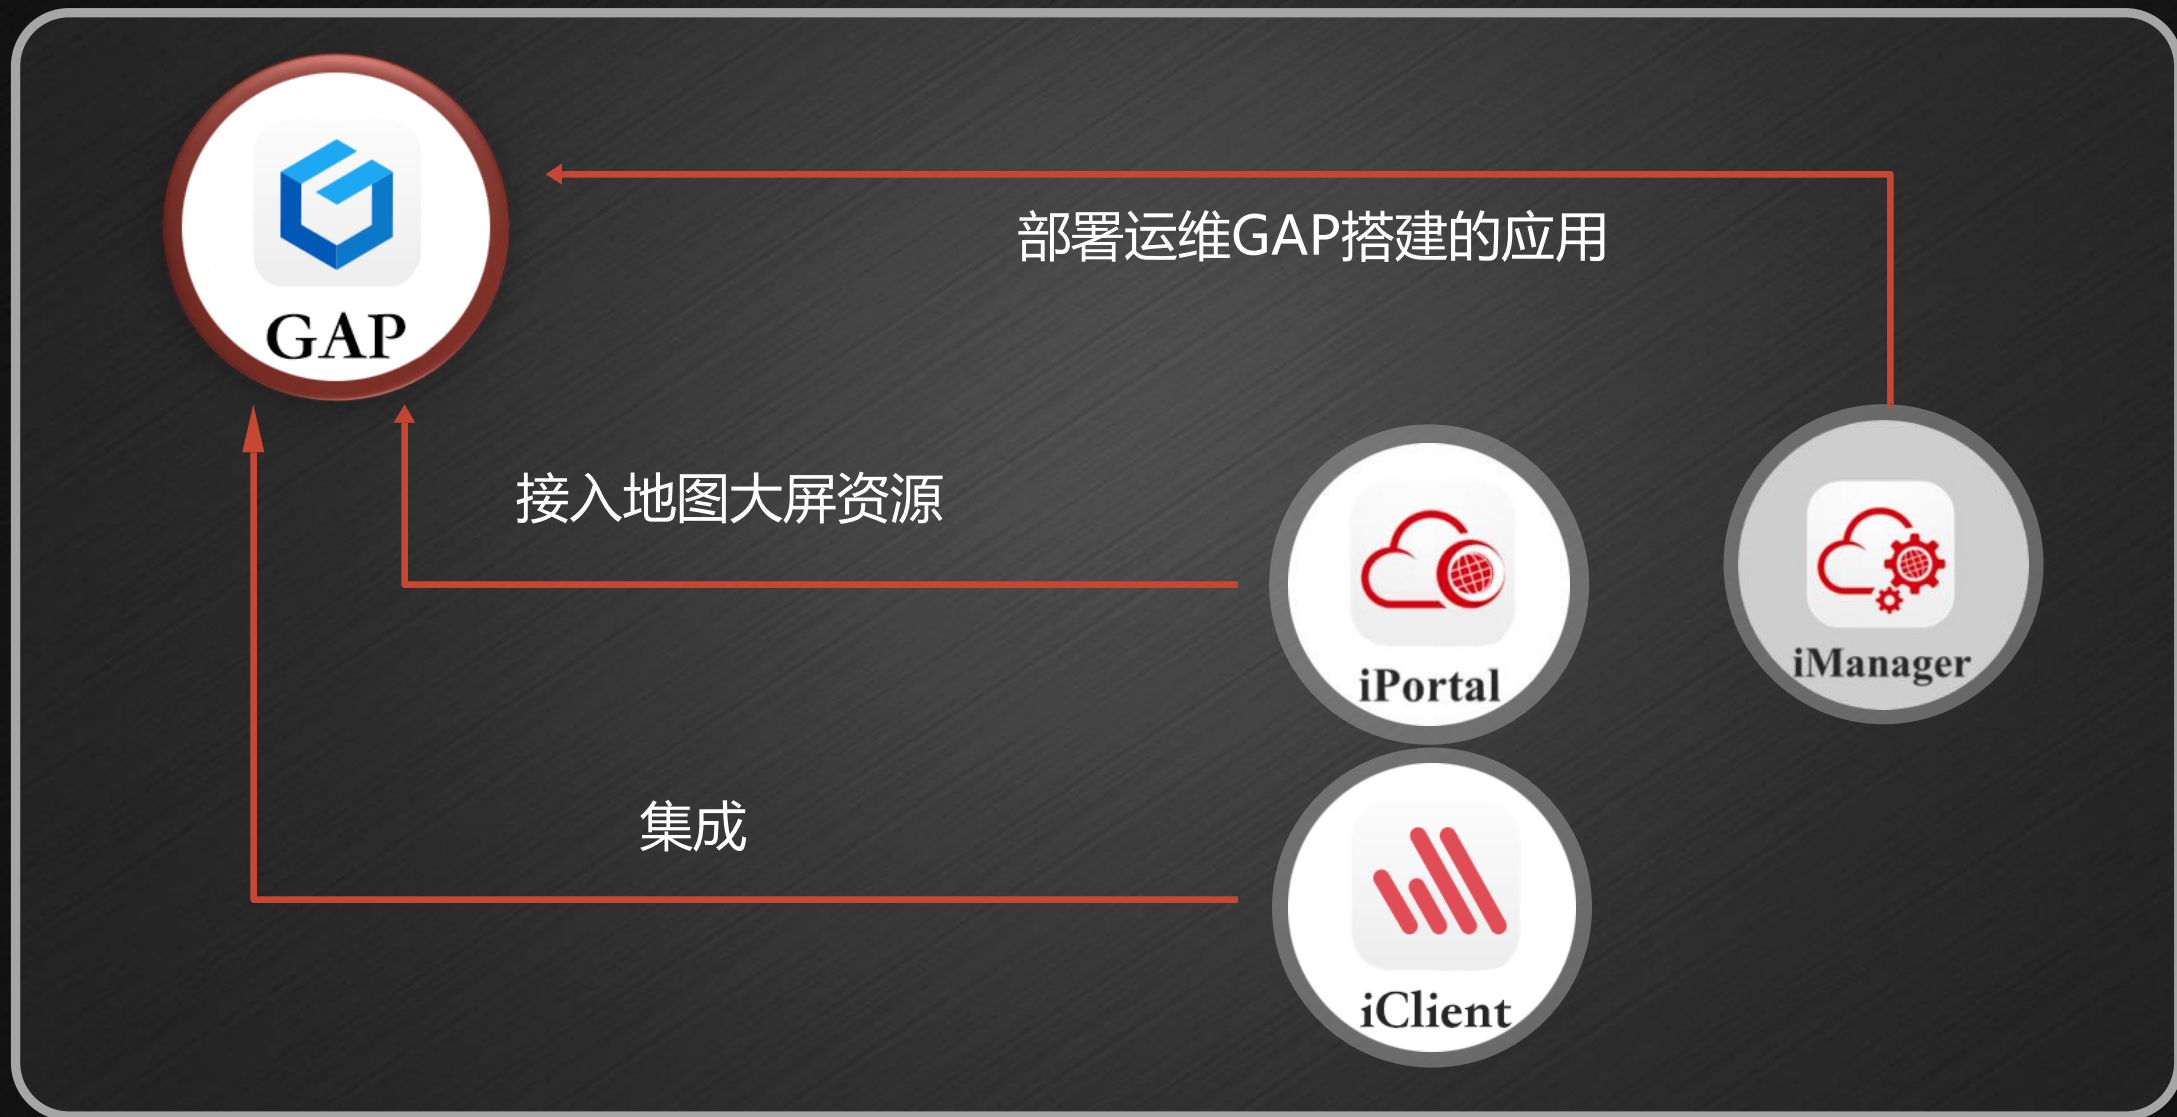 GAP
部署运维GAP搭建的应用
接入地图大屏资源
iPortal
iManager
集成
iClient